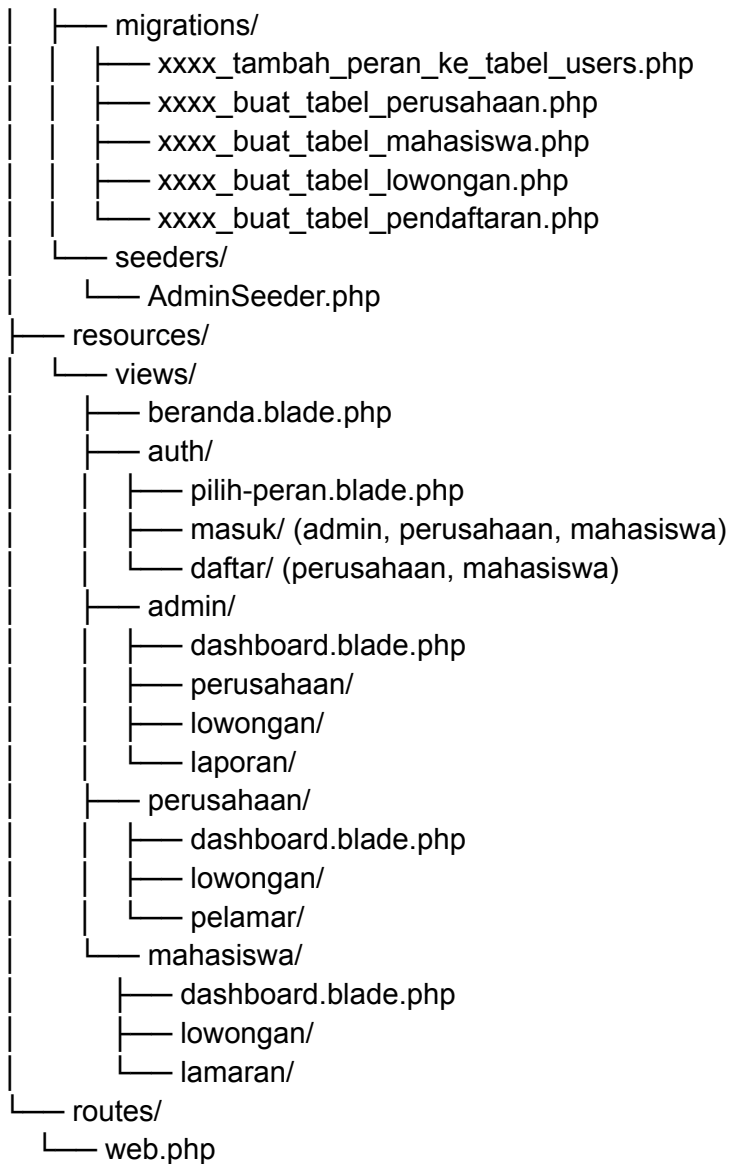 │   ├── migrations/
│   │   ├── xxxx_tambah_peran_ke_tabel_users.php
│   │   ├── xxxx_buat_tabel_perusahaan.php
│   │   ├── xxxx_buat_tabel_mahasiswa.php
│   │   ├── xxxx_buat_tabel_lowongan.php
│   │   └── xxxx_buat_tabel_pendaftaran.php
│   └── seeders/
│       └── AdminSeeder.php
├── resources/
│   └── views/
│       ├── beranda.blade.php
│       ├── auth/
│       │   ├── pilih-peran.blade.php
│       │   ├── masuk/ (admin, perusahaan, mahasiswa)
│       │   └── daftar/ (perusahaan, mahasiswa)
│       ├── admin/
│       │   ├── dashboard.blade.php
│       │   ├── perusahaan/
│       │   ├── lowongan/
│       │   └── laporan/
│       ├── perusahaan/
│       │   ├── dashboard.blade.php
│       │   ├── lowongan/
│       │   └── pelamar/
│       └── mahasiswa/
│           ├── dashboard.blade.php
│           ├── lowongan/
│           └── lamaran/
└── routes/
    └── web.php